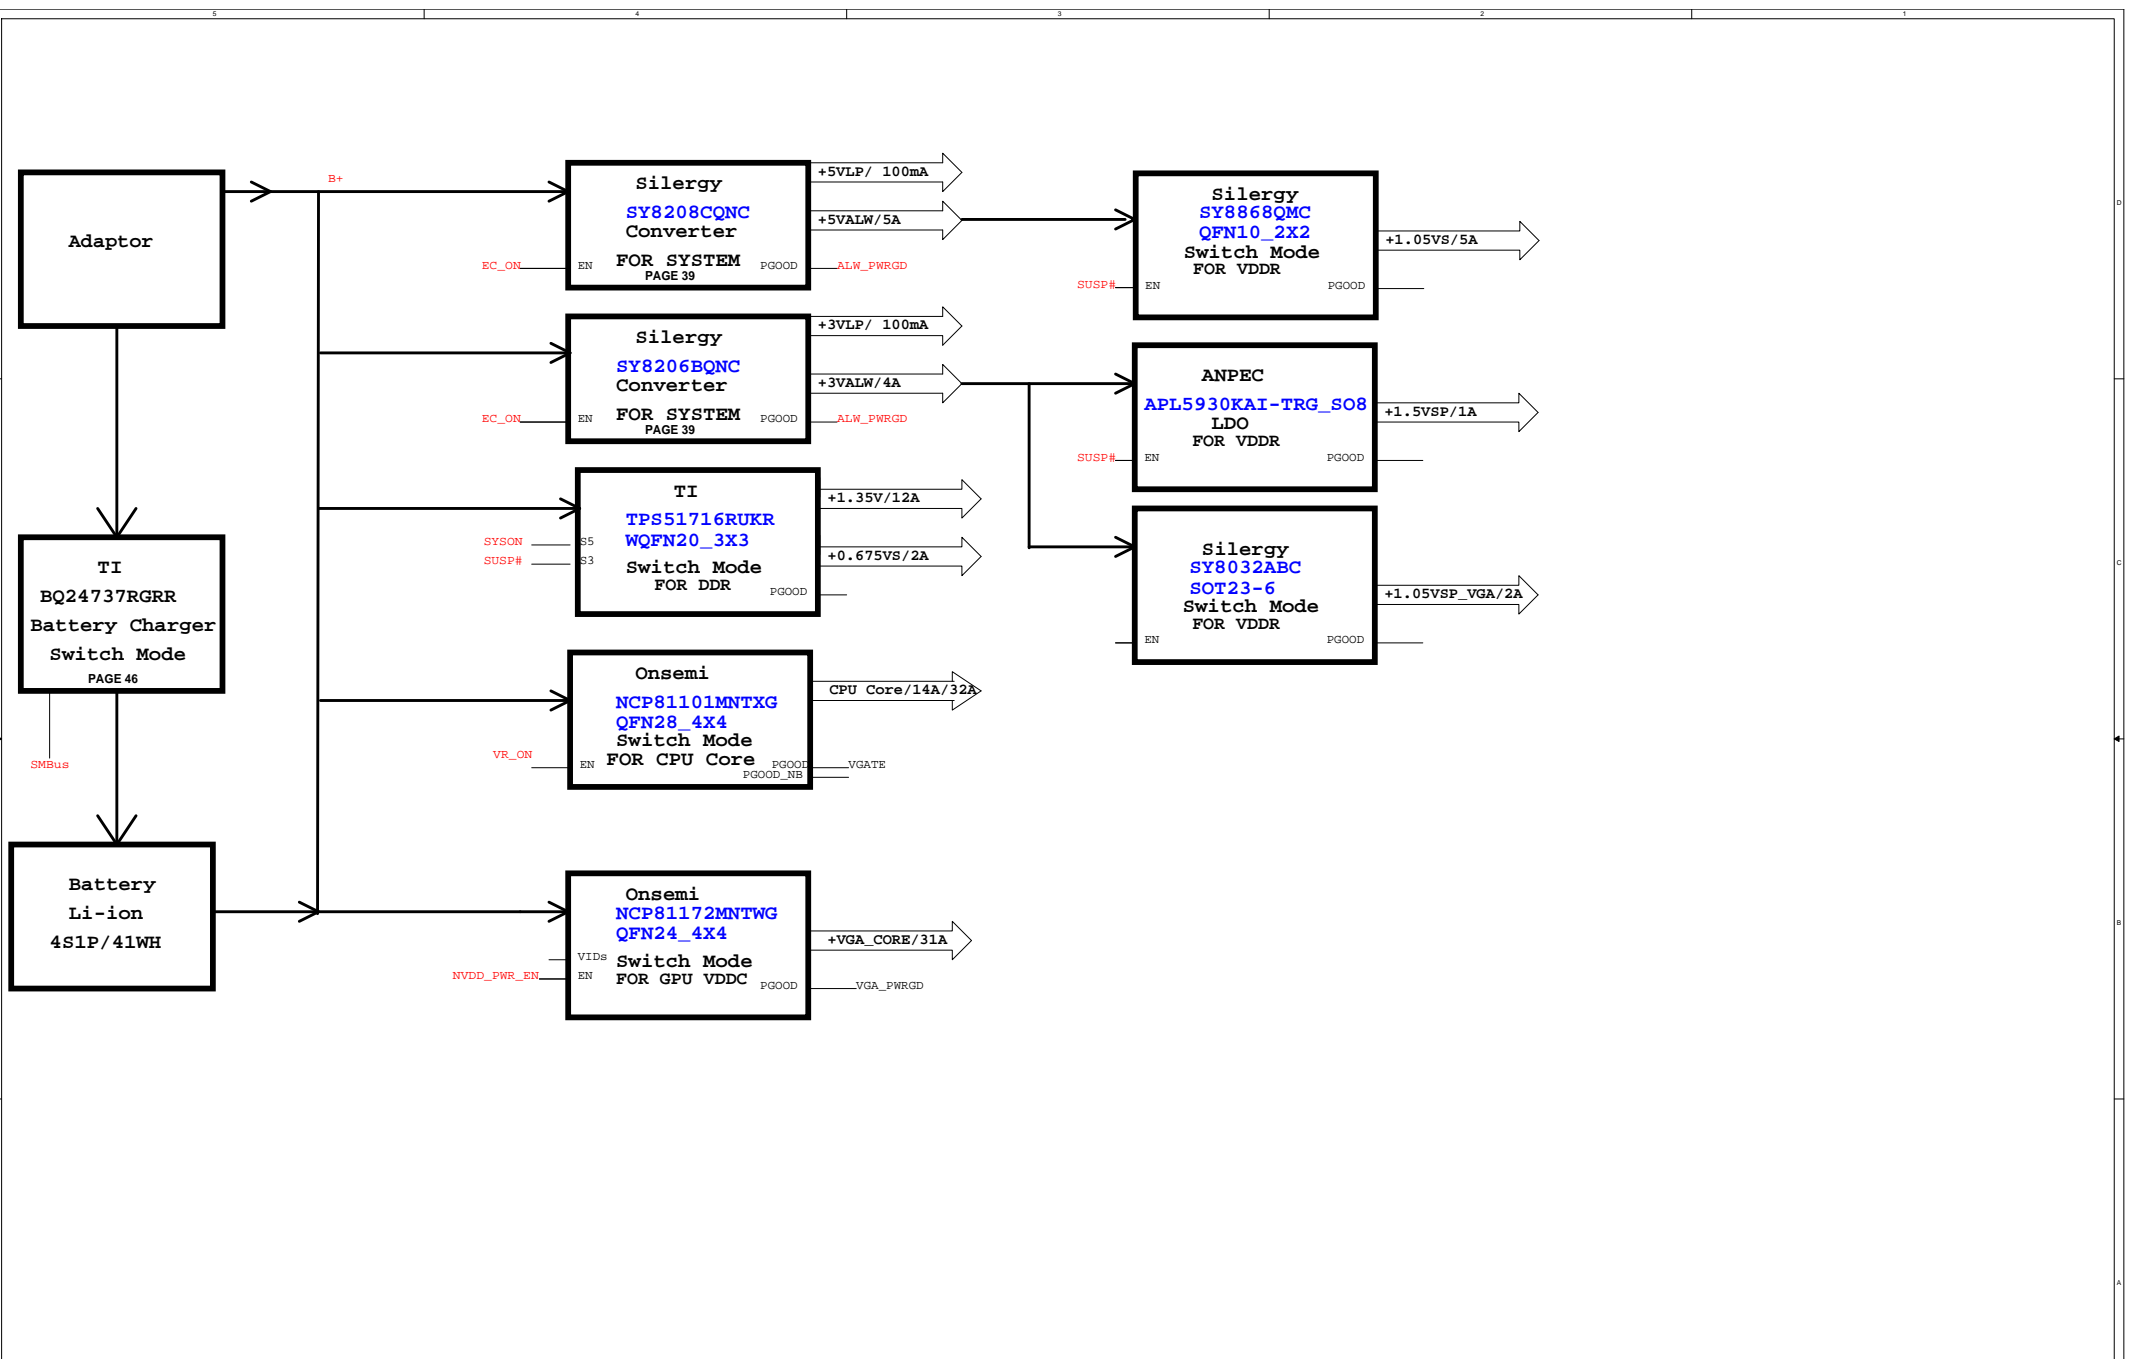 5
4
3
2
1
D
C
B
A
Adaptor
B+
TI
BQ24737RGRR
Battery Charger
Switch Mode
PAGE 46
SMBus
Battery
Li-ion
4S1P/41WH
Silergy
SY8208CQNC
Converter
FOR SYSTEM
PAGE 39
EC_ON
EN
PGOOD
ALW_PWRGD
+5VLP/ 100mA
+5VALW/5A
Silergy
SY8206BQNC
Converter
FOR SYSTEM
PAGE 39
EC_ON
EN
PGOOD
ALW_PWRGD
+3VLP/ 100mA
+3VALW/4A
TI
TPS51716RUKR
WQFN20_3X3
Switch Mode
FOR DDR
SYSON
S5
SUSP#
S3
PGOOD
+1.35V/12A
+0.675VS/2A
Onsemi
NCP81101MNTXG
QFN28_4X4
Switch Mode
FOR CPU Core
VR_ON
EN
PGOOD
VGATE
PGOOD_NB
CPU Core/14A/32A
Onsemi
NCP81172MNTWG
QFN24_4X4
Switch Mode
FOR GPU VDDC
VIDs
NVDD_PWR_EN
EN
PGOOD
VGA_PWRGD
+VGA_CORE/31A
Silergy
SY8868QMC
QFN10_2X2
Switch Mode
FOR VDDR
SUSP#
EN
PGOOD
+1.05VS/5A
ANPEC
APL5930KAI-TRG_SO8
LDO
FOR VDDR
SUSP#
EN
PGOOD
+1.5VSP/1A
Silergy
SY8032ABC
SOT23-6
Switch Mode
FOR VDDR
EN
PGOOD
+1.05VSP_VGA/2A